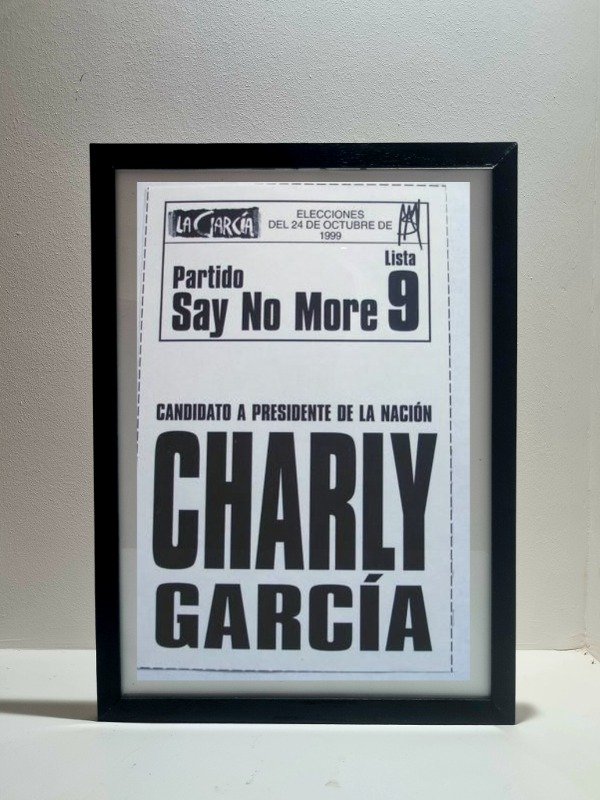 LA GARCÍA
ELECCIONES
DEL 24 DE OCTUBRE DE
1999
Lista
Partido
Say No More 9
CANDIDATO A PRESIDENTE DE LA NACIÓN
CHARLY
GARCÍA